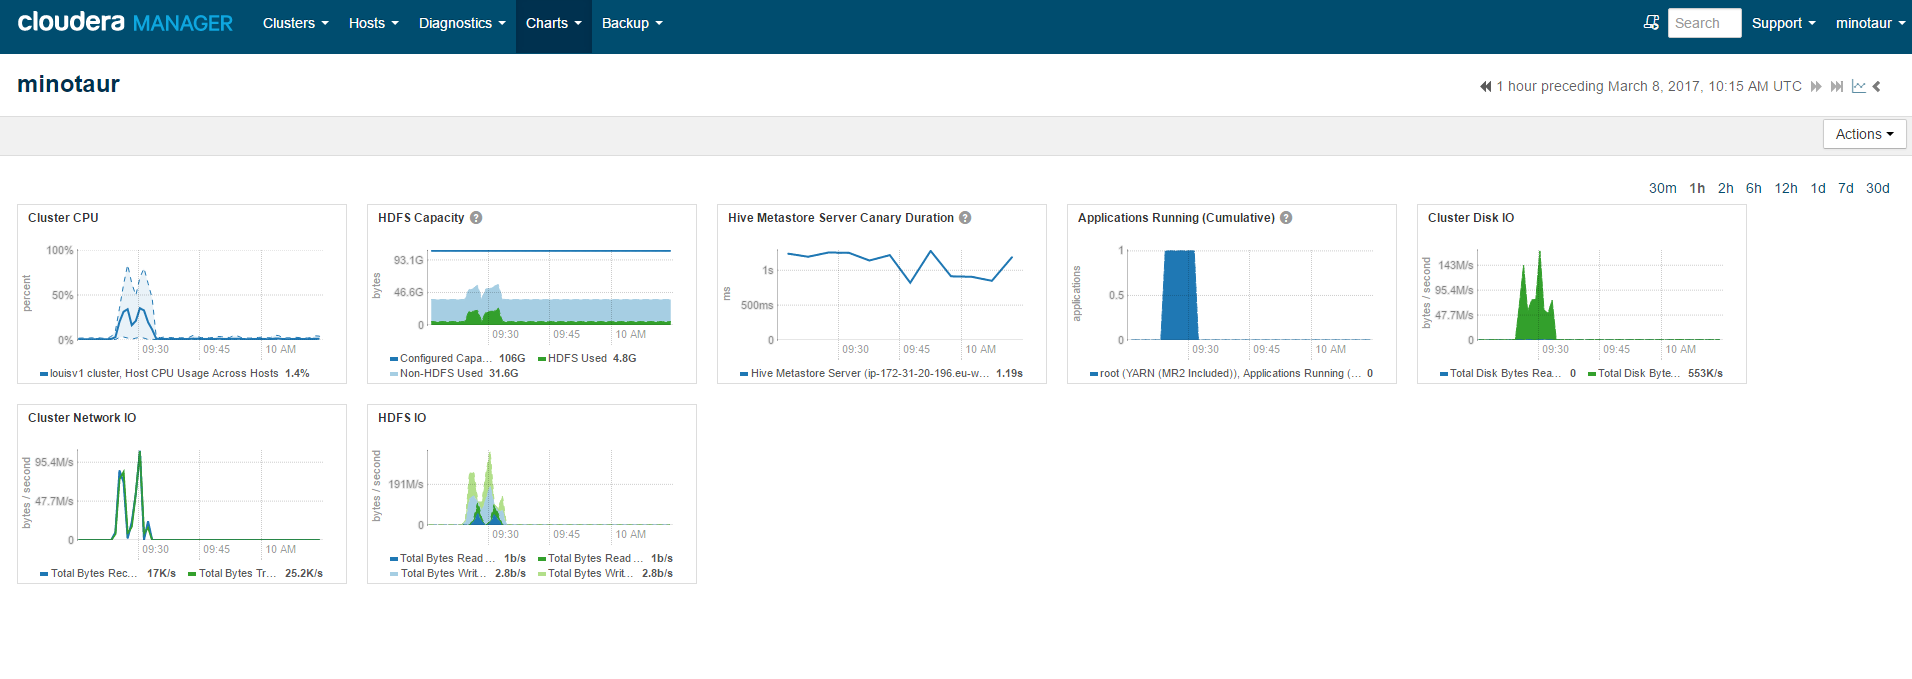 cloudera MANAGER Clusters Hosts Diagnostics Charts Backup Search Support minotaur
minotaur
1 hour preceding March 8, 2017, 10:15 AM UTC
Actions
30m 1h 2h 6h 12h 1d 7d 30d
Cluster CPU
percent
100%
50%
0%
09:30 09:45 10 AM
louisv1 cluster, Host CPU Usage Across Hosts 1.4%
HDFS Capacity ?
bytes
93.1G
46.6G
0
09:30 09:45 10 AM
Configured Capa... 106G HDFS Used 4.8G
Non-HDFS Used 31.6G
Hive Metastore Server Canary Duration ?
ms
1s
500ms
0
09:30 09:45 10 AM
Hive Metastore Server (ip-172-31-20-196.eu-w... 1.19s
Applications Running (Cumulative) ?
applications
1
0.5
0
09:30 09:45 10 AM
root (YARN (MR2 Included)), Applications Running (... 0
Cluster Disk IO
bytes / second
143M/s
95.4M/s
47.7M/s
0
09:30 09:45 10 AM
Total Disk Bytes Rea... 0 Total Disk Byte... 553K/s
Cluster Network IO
bytes / second
95.4M/s
47.7M/s
0
09:30 09:45 10 AM
Total Bytes Rec... 17K/s Total Bytes Tr... 25.2K/s
HDFS IO
bytes / second
191M/s
0
09:30 09:45 10 AM
Total Bytes Read ... 1b/s Total Bytes Read ... 1b/s
Total Bytes Writ... 2.8b/s Total Bytes Writ... 2.8b/s